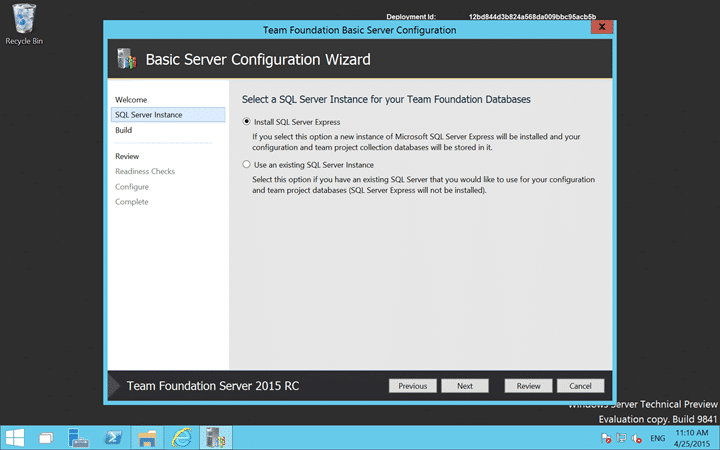 Deployment Id: 12bd844d3b824a568da009bbc95acb5b
Recycle Bin
Team Foundation Basic Server Configuration
Basic Server Configuration Wizard
Welcome
SQL Server Instance
Build
Review
Readiness Checks
Configure
Complete
Select a SQL Server Instance for your Team Foundation Databases
Install SQL Server Express
If you select this option a new instance of Microsoft SQL Server Express will be installed and your
configuration and team project collection databases will be stored in it.
Use an existing SQL Server Instance
Select this option if you have an existing SQL Server that you would like to use for your configuration
and team project databases (SQL Server Express will not be installed).
Team Foundation Server 2015 RC
Previous Next Review Cancel
Windows Server Technical Preview
Evaluation copy. Build 9841
ENG
11:10 AM
4/25/2015